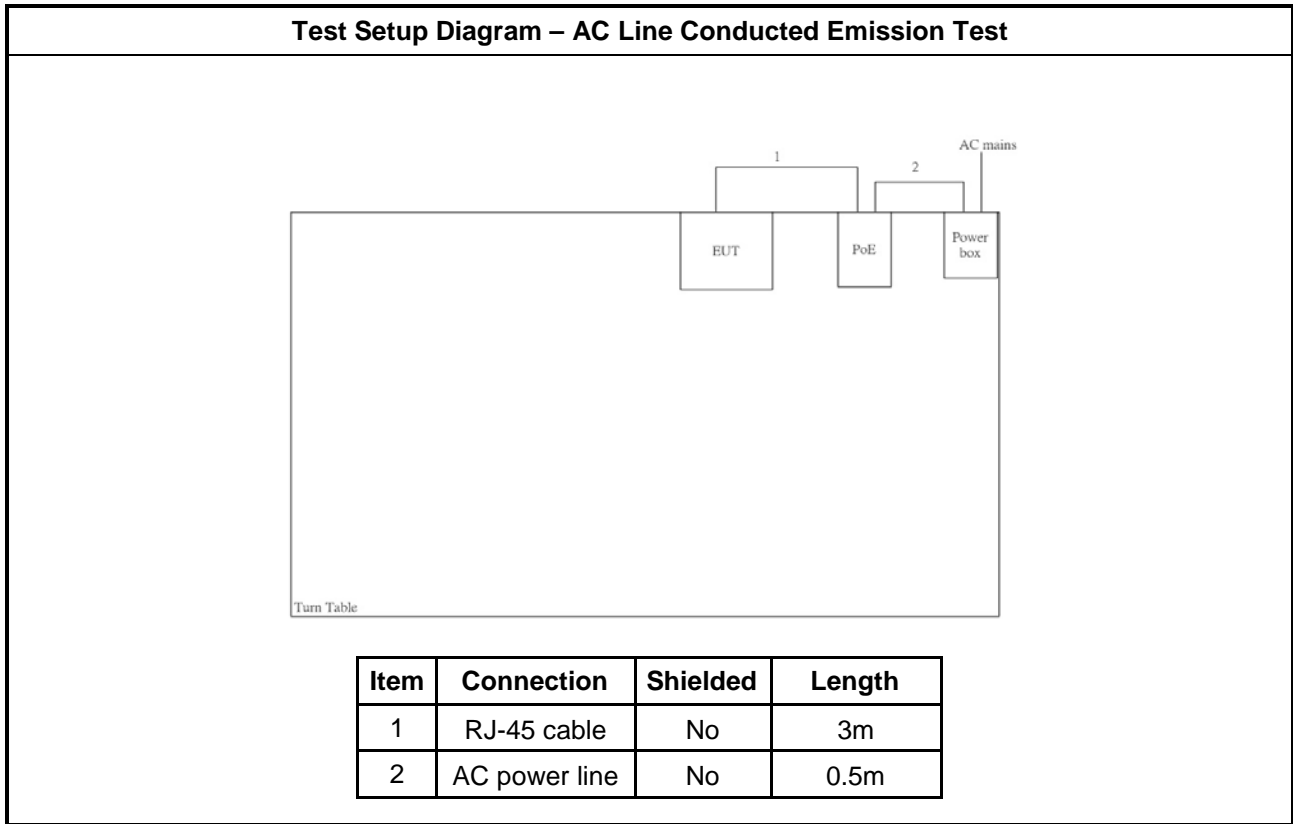 Test Setup Diagram – AC Line Conducted Emission Test
AC mains
1
2
EUT
PoE
Power
box
Turn Table
Item Connection Shielded Length
1 RJ-45 cable No 3m
2 AC power line No 0.5m